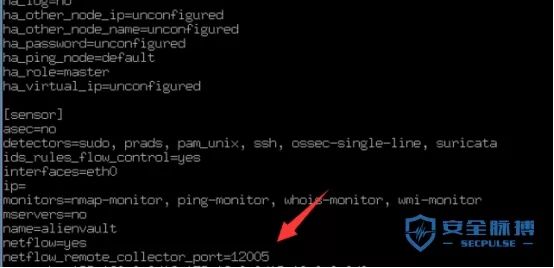 ha_log=no
ha_other_node_ip=unconfigured
ha_other_node_name=unconfigured
ha_password=unconfigured
ha_ping_node=default
ha_role=master
ha_virtual_ip=unconfigured
[sensor]
asec=no
detectors=sudo, prads, pam_unix, ssh, ossec-single-line, suricata
ids_rules_flow_control=yes
interfaces=eth0
ip=
monitors=nmap-monitor, ping-monitor, whois-monitor, wmi-monitor
mservers=no
name=alienvault
netflow=yes
netflow_remote_collector_port=12005
安全脉搏
SECPULSE